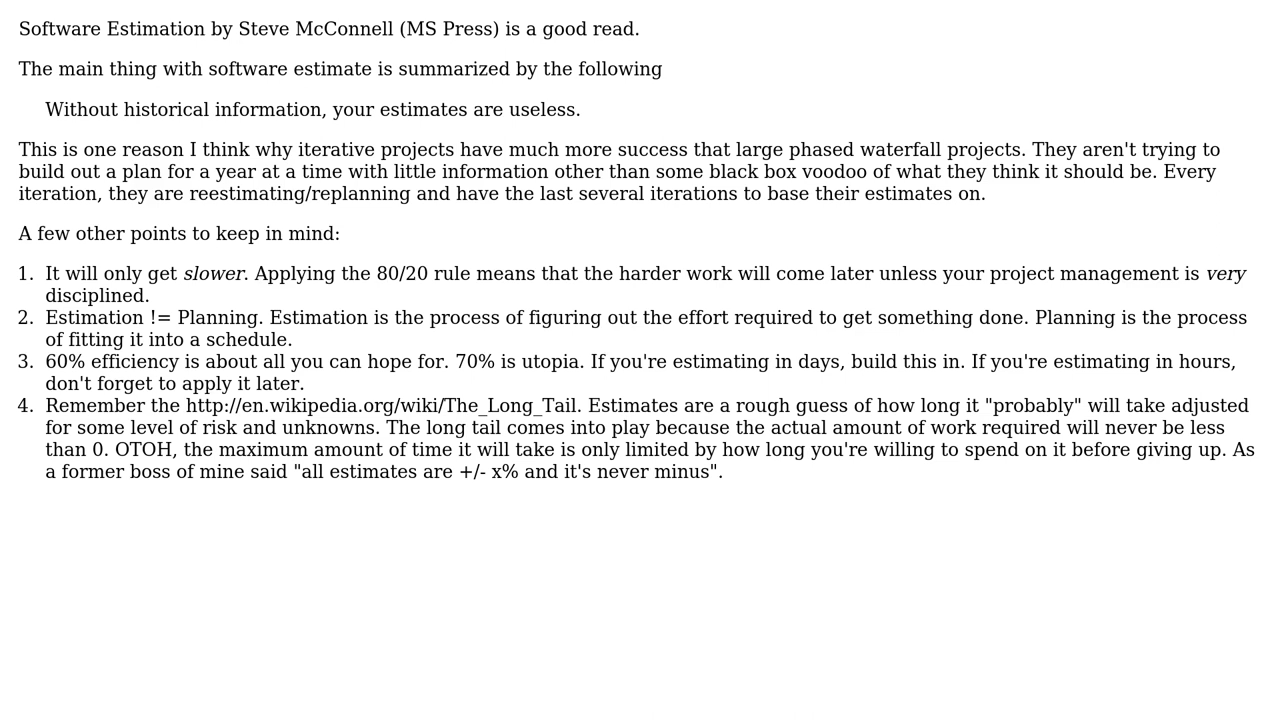 Software Estimation by Steve McConnell (MS Press) is a good read.
The main thing with software estimate is summarized by the following
Without historical information, your estimates are useless.
This is one reason I think why iterative projects have much more success that large phased waterfall projects. They aren't trying to
build out a plan for a year at a time with little information other than some black box voodoo of what they think it should be. Every
iteration, they are reestimating/replanning and have the last several iterations to base their estimates on.
A few other points to keep in mind:
1. It will only get slower. Applying the 80/20 rule means that the harder work will come later unless your project management is very
disciplined.
2. Estimation != Planning. Estimation is the process of figuring out the effort required to get something done. Planning is the process
of fitting it into a schedule.
3. 60% efficiency is about all you can hope for. 70% is utopia. If you're estimating in days, build this in. If you're estimating in hours,
don't forget to apply it later.
4. Remember the http://en.wikipedia.org/wiki/The_Long_Tail. Estimates are a rough guess of how long it "probably" will take adjusted
for some level of risk and unknowns. The long tail comes into play because the actual amount of work required will never be less
than 0. OTOH, the maximum amount of time it will take is only limited by how long you're willing to spend on it before giving up. As
a former boss of mine said "all estimates are +/- x% and it's never minus".